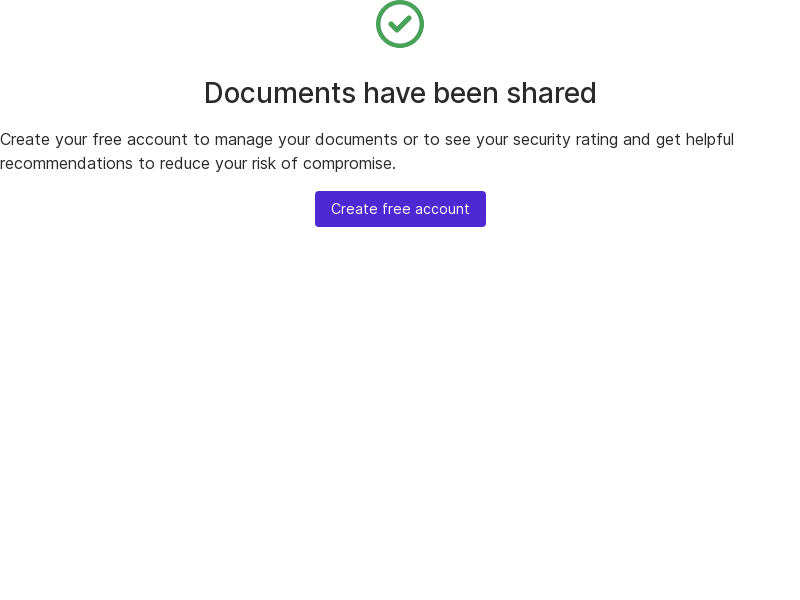 Documents have been shared
Create your free account to manage your documents or to see your security rating and get helpful
recommendations to reduce your risk of compromise.
Create free account